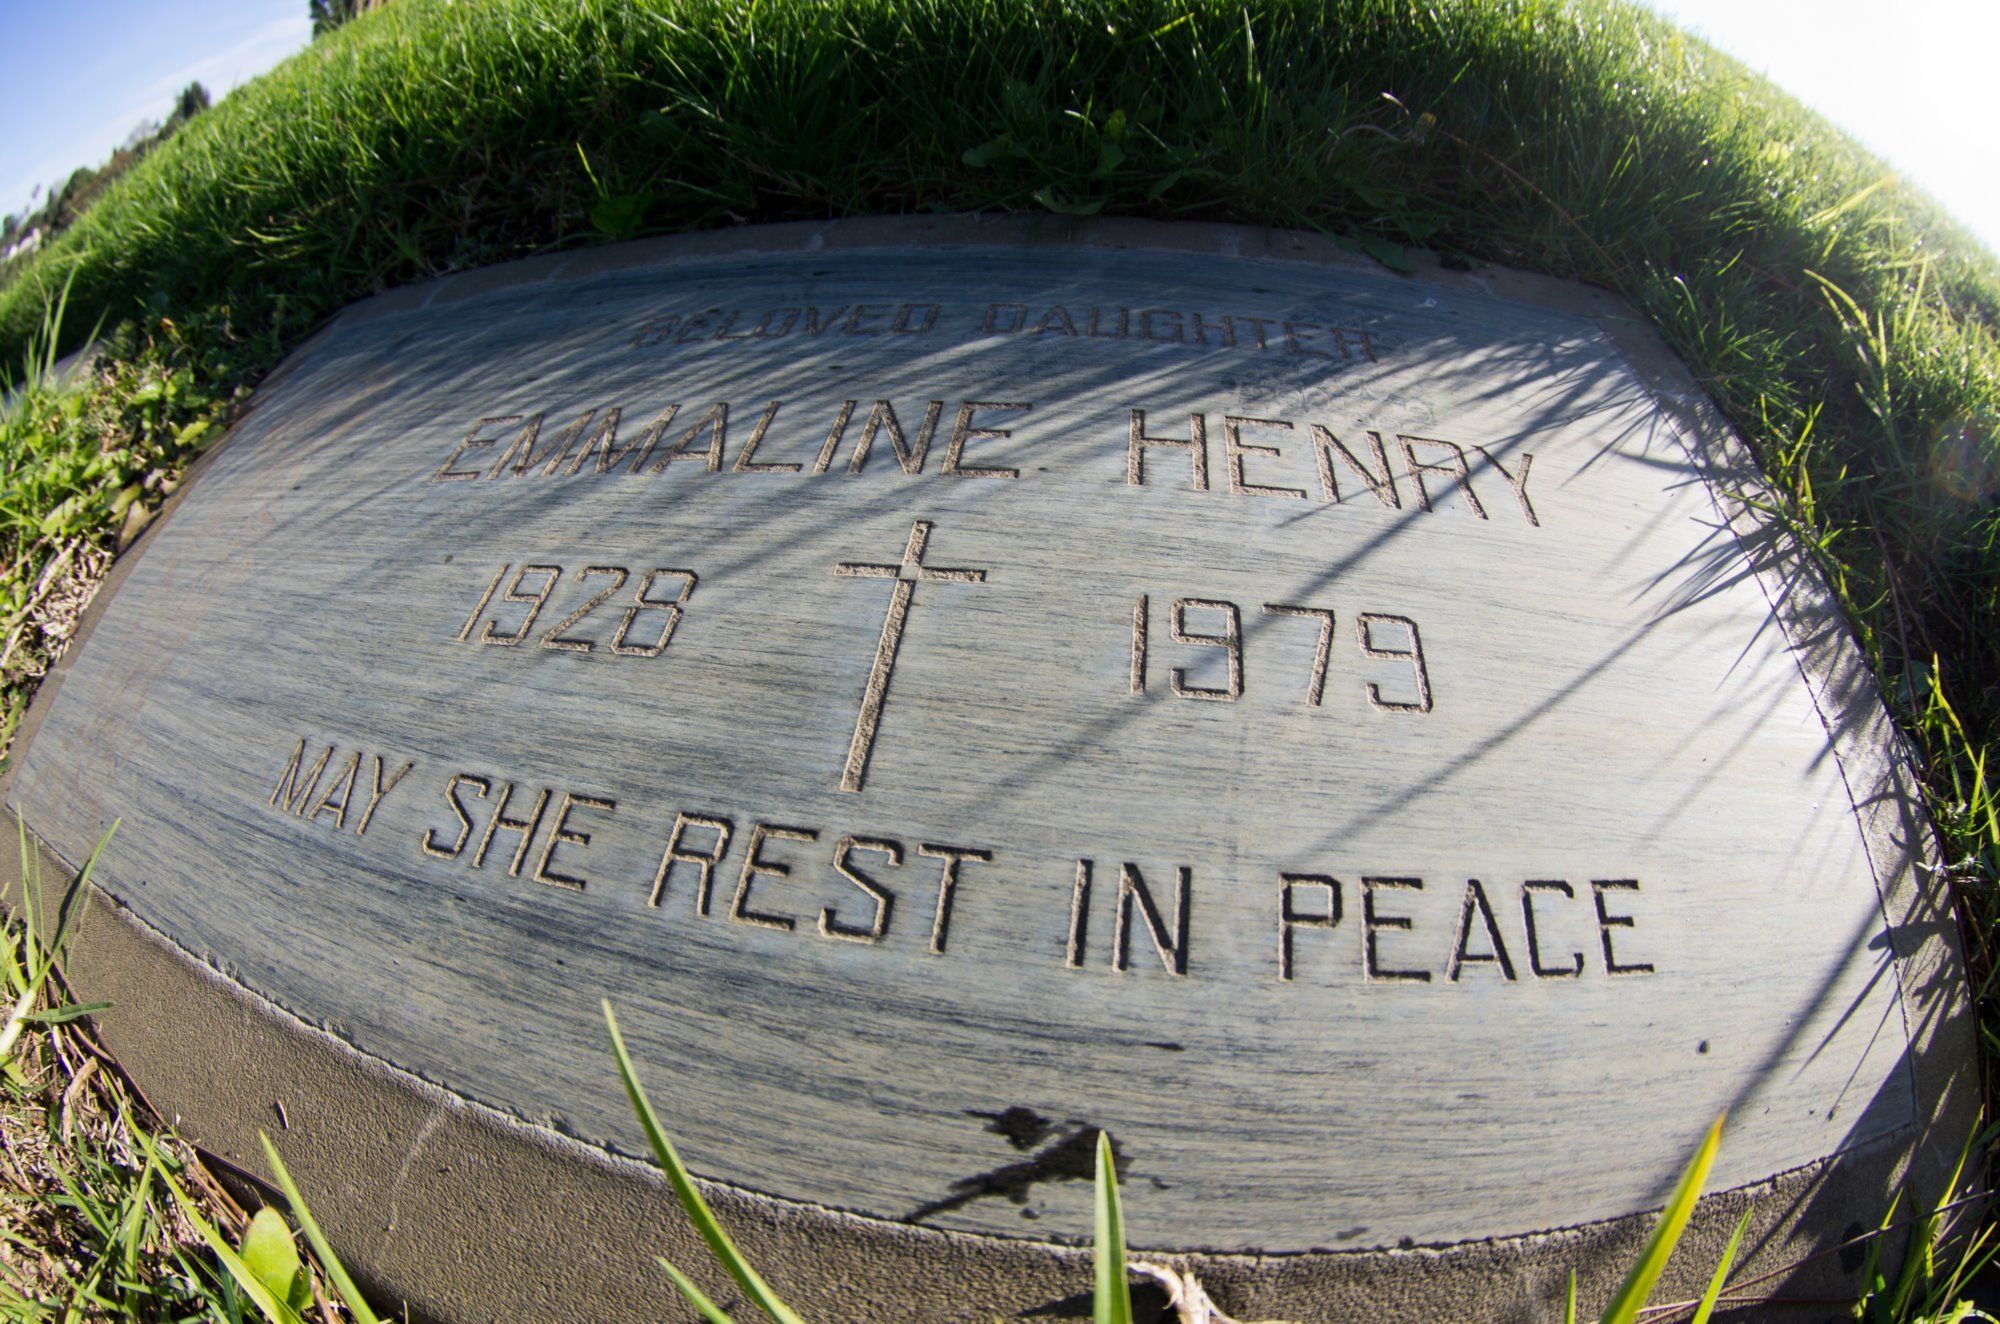 BELOVED DAUGHTER
EMMALINE HENRY
1928 1979
MAY SHE REST IN PEACE